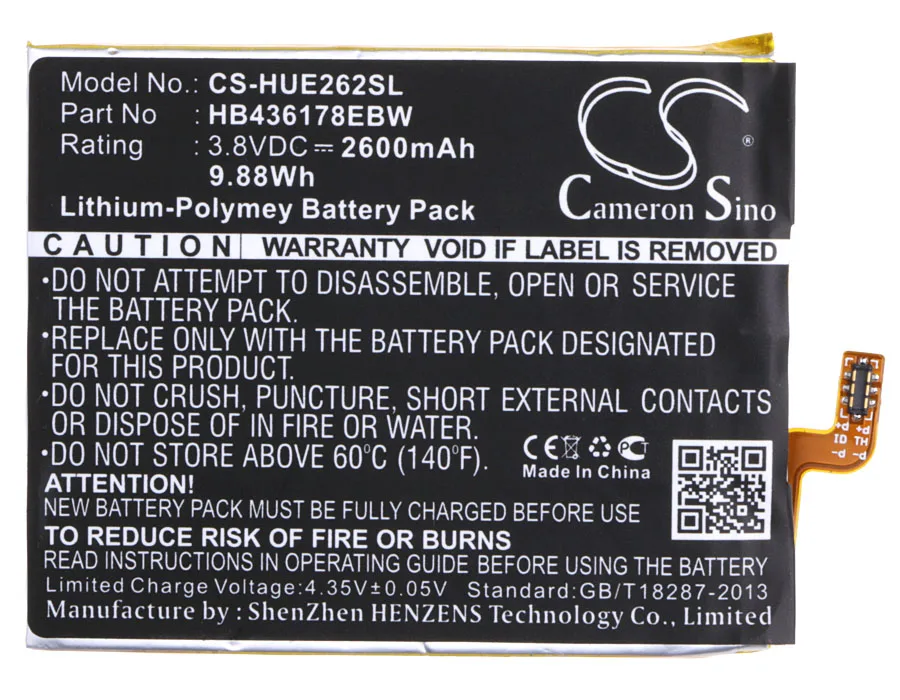 Model No.: CS-HUE262SL
Part No : HB436178EBW
Rating : 3.8VDC ⎓ 2600mAh
9.88Wh
Lithium-Polymey Battery Pack
CS ®
Cameron Sino
CAUTION WARRANTY VOID IF LABEL IS REMOVED
·DO NOT ATTEMPT TO DISASSEMBLE, OPEN OR SERVICE
THE BATTERY PACK.
·REPLACE ONLY WITH THE BATTERY PACK DESIGNATED
FOR THIS PRODUCT.
·DO NOT CRUSH, PUNCTURE, SHORT EXTERNAL CONTACTS
OR DISPOSE OF IN FIRE OR WATER.
·DO NOT STORE ABOVE 60°C (140°F).
CE PCT
Made In China
ATTENTION!
NEW BATTERY PACK MUST BE FULLY CHARGED BEFORE USE
TO REDUCE RISK OF FIRE OR BURNS
READ INSTRUCTIONS IN OPERATING GUIDE BEFORE USING THE BATTERY
Limited Charge Voltage:4.35V±0.05V Standard:GB/T18287-2013
Manufacture by : ShenZhen HENZENS Technology Co., Limited
P+ P+
ID TH
P- P-